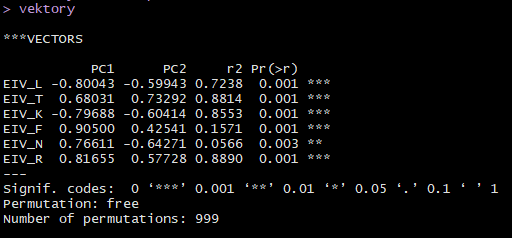 > vektory
***VECTORS
PC1 PC2 r2 Pr(>r)
EIV_L -0.80043 -0.59943 0.7238 0.001 ***
EIV_T 0.68031 0.73292 0.8814 0.001 ***
EIV_K -0.79688 -0.60414 0.8553 0.001 ***
EIV_F 0.90500 0.42541 0.1571 0.001 ***
EIV_N 0.76611 -0.64271 0.0566 0.003 **
EIV_R 0.81655 0.57728 0.8890 0.001 ***
---
Signif. codes: 0 ‘***’ 0.001 ‘**’ 0.01 ‘*’ 0.05 ‘.’ 0.1 ‘ ’ 1
Permutation: free
Number of permutations: 999